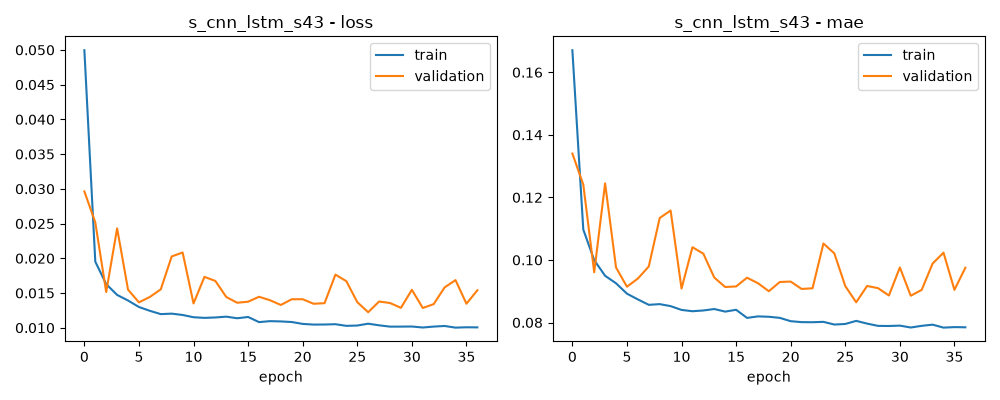 s_cnn_lstm_s43 - loss
train
validation
0.050
0.045
0.040
0.035
0.030
0.025
0.020
0.015
0.010
0 5 10 15 20 25 30 35
epoch
s_cnn_lstm_s43 - mae
train
validation
0.16
0.14
0.12
0.10
0.08
0 5 10 15 20 25 30 35
epoch